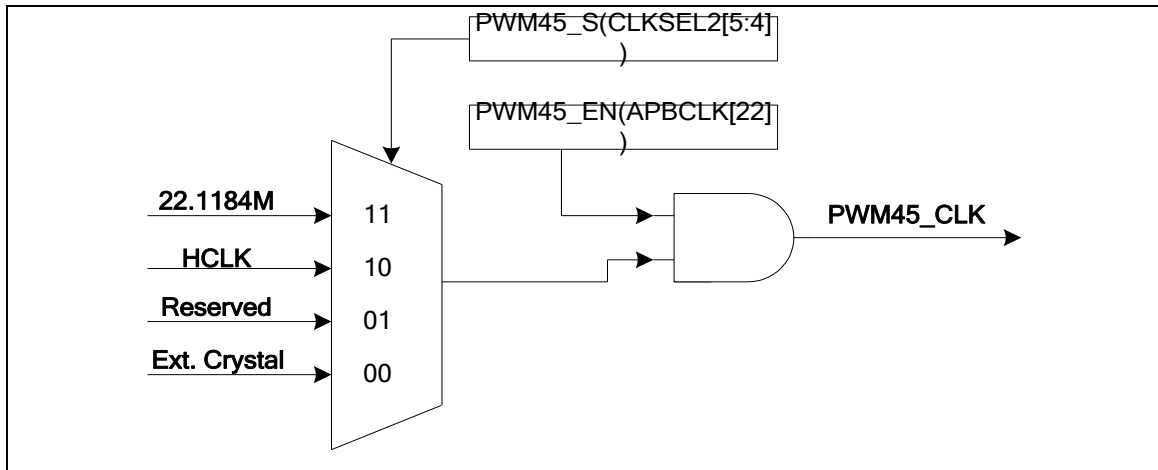 PWM45_S(CLKSEL2[5:4]
)
PWM45_EN(APBCLK[22]
)
22.1184M
11
PWM45_CLK
HCLK
10
Reserved
01
Ext. Crystal
00